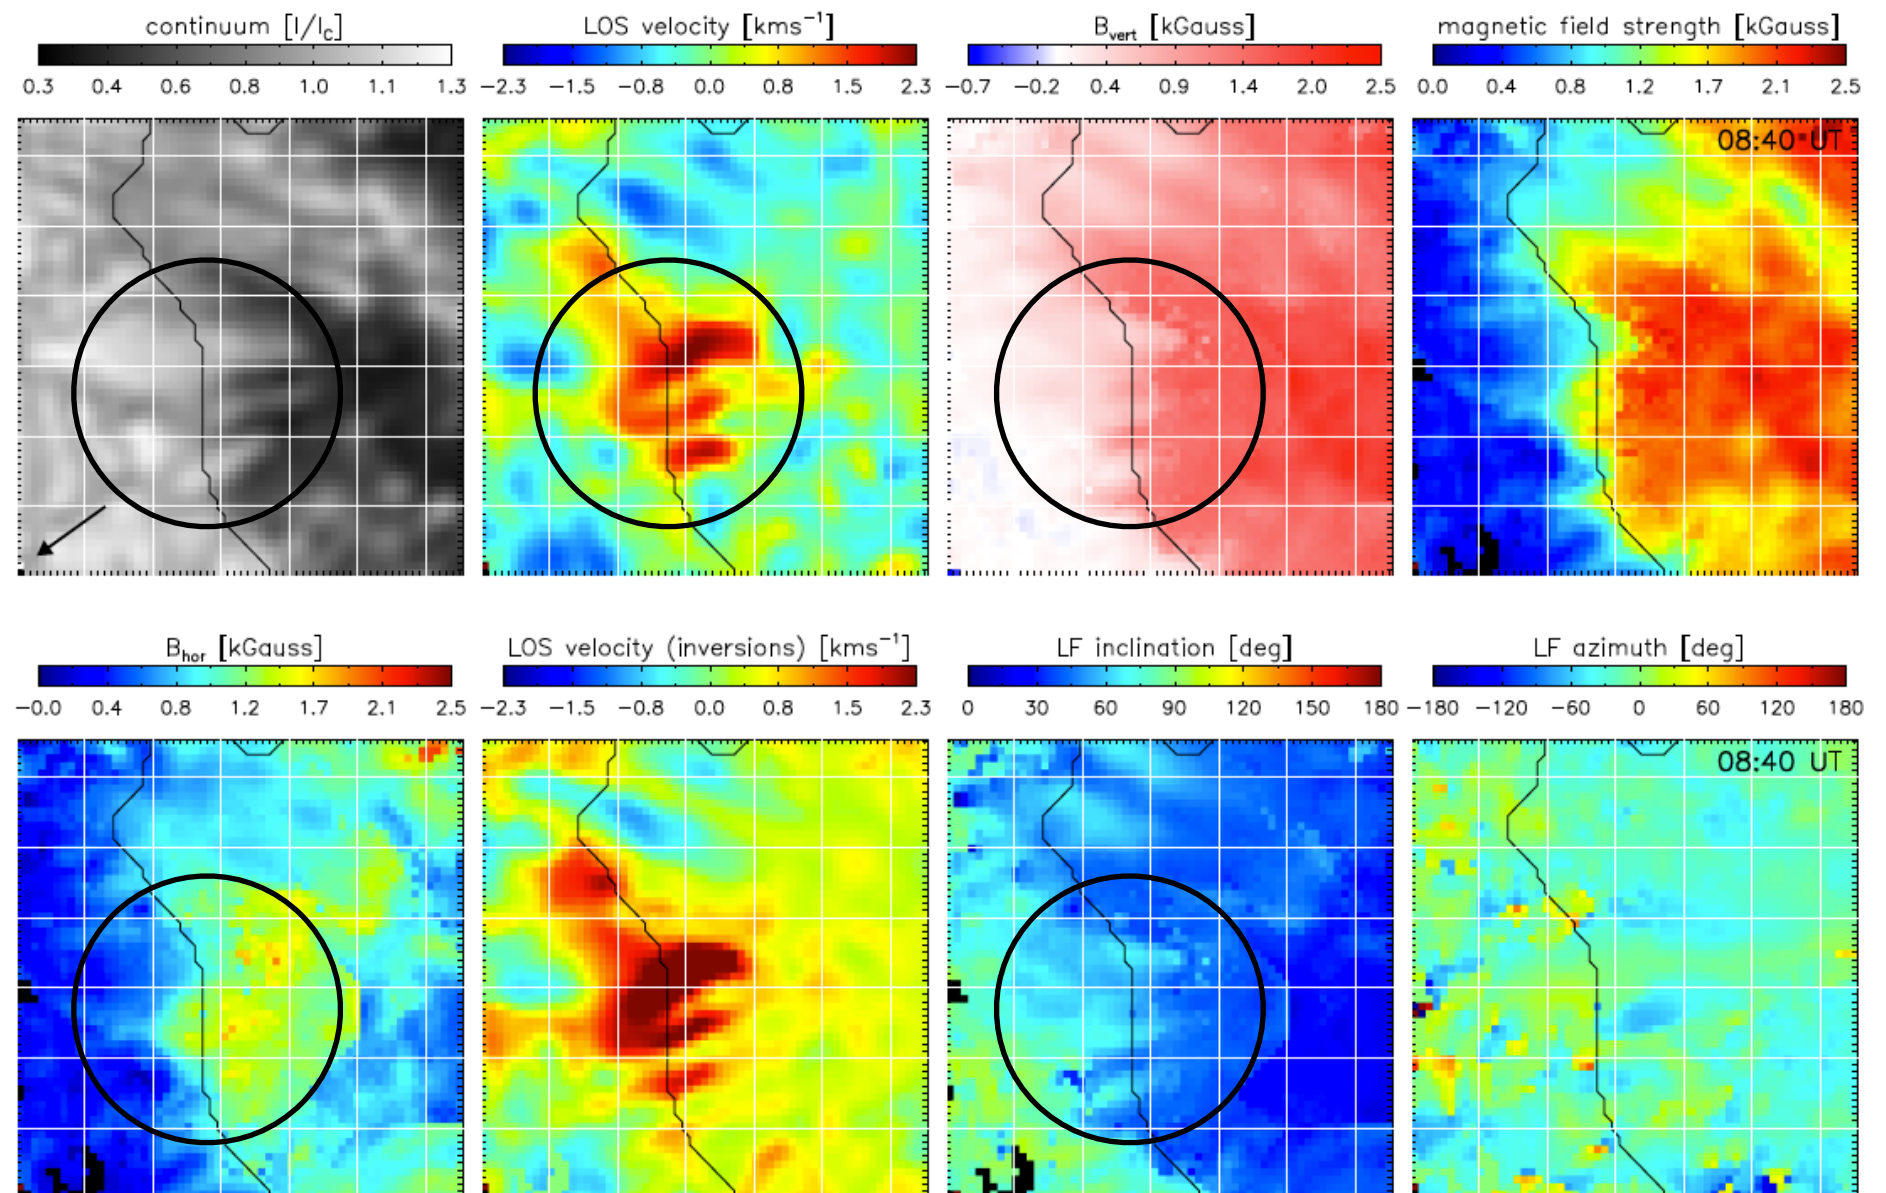 continuum [I/Ic]
LOS velocity [kms−1]
Bvert [kGauss]
magnetic field strength [kGauss]
0.3 0.4 0.6 0.8 1.0 1.1 1.3
−2.3 −1.5 −0.8 0.0 0.8 1.5 2.3
−0.7 −0.2 0.4 0.9 1.4 2.0 2.5
0.0 0.4 0.8 1.2 1.7 2.1 2.5
08:40 UT
Bhor [kGauss]
LOS velocity (inversions) [kms−1]
LF inclination [deg]
LF azimuth [deg]
−0.0 0.4 0.8 1.2 1.7 2.1 2.5
−2.3 −1.5 −0.8 0.0 0.8 1.5 2.3
0 30 60 90 120 150 180
−180 −120 −60 0 60 120 180
08:40 UT